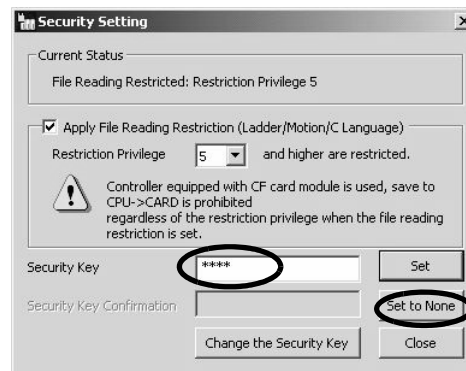 Security Setting
Current Status
File Reading Restricted: Restriction Privilege 5
Apply File Reading Restriction (Ladder/Motion/C Language)
Restriction Privilege 5 and higher are restricted.
Controller equipped with CF card module is used, save to
CPU->CARD is prohibited
regardless of the restriction privilege when the file reading
restriction is set.
Security Key **** Set
Security Key Confirmation Set to None
Change the Security Key Close